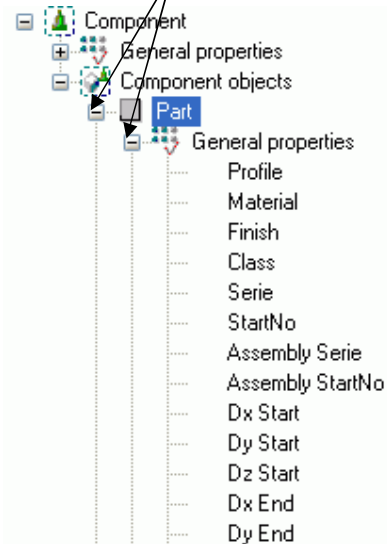 Component
General properties
Component objects
Part
General properties
Profile
Material
Finish
Class
Serie
StartNo
Assembly Serie
Assembly StartNo
Dx Start
Dy Start
Dz Start
Dx End
Dy End